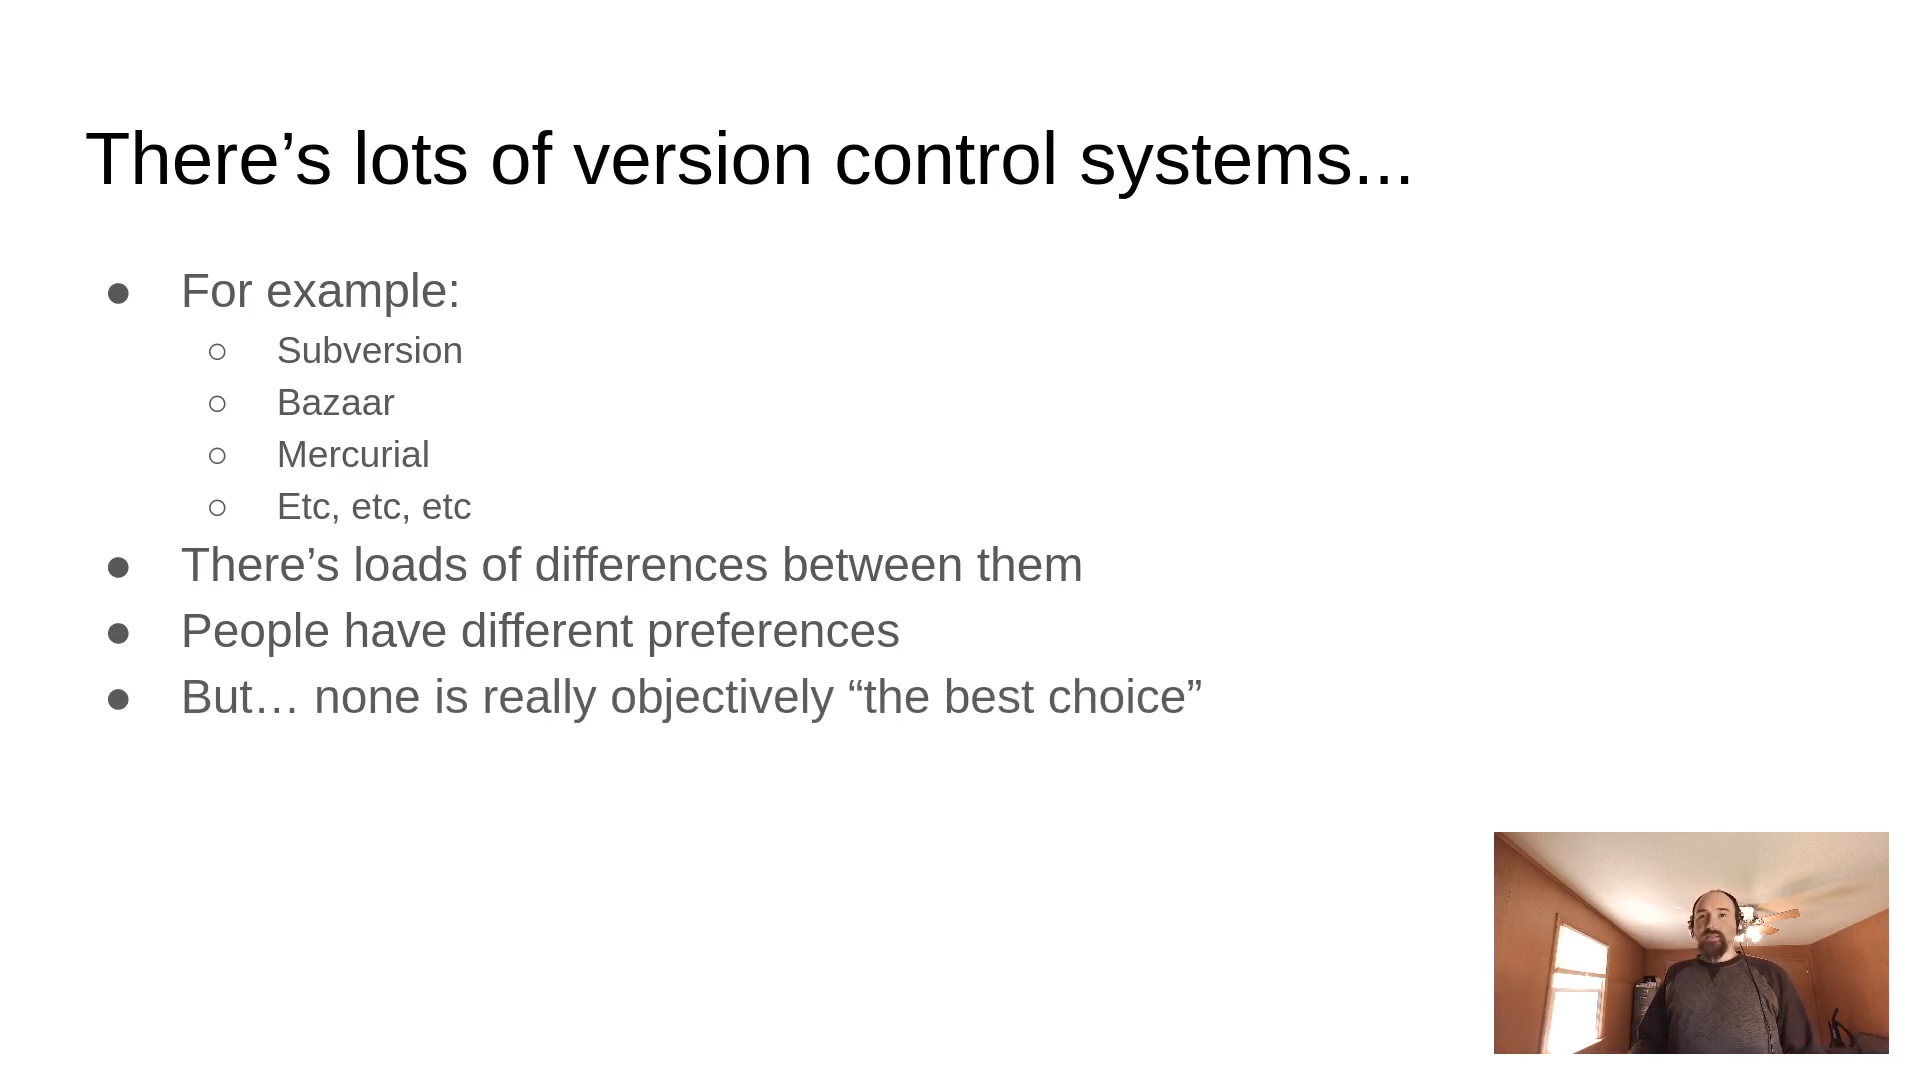 There’s lots of version control systems...
● For example:
○ Subversion
○ Bazaar
○ Mercurial
○ Etc, etc, etc
● There’s loads of differences between them
● People have different preferences
● But… none is really objectively “the best choice”